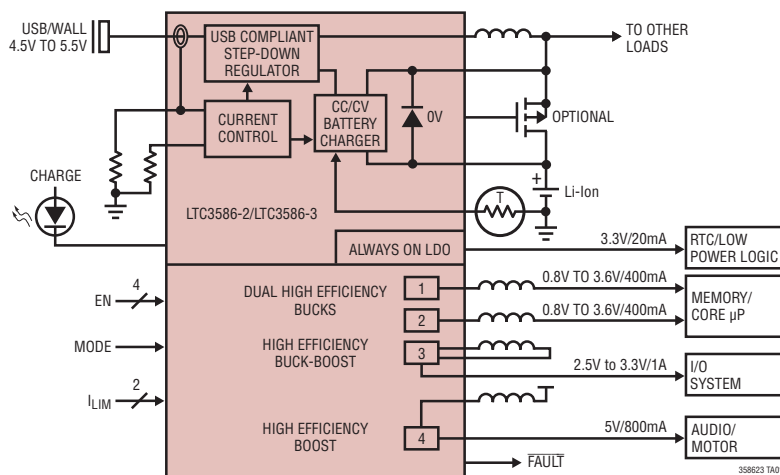 USB/WALL
4.5V TO 5.5V
USB COMPLIANT
STEP-DOWN
REGULATOR
TO OTHER
LOADS
CURRENT
CONTROL
CC/CV
BATTERY
CHARGER
0V
OPTIONAL
CHARGE
LTC3586-2/LTC3586-3
T
+
Li-Ion
ALWAYS ON LDO
3.3V/20mA
RTC/LOW
POWER LOGIC
EN
4
MODE
ILIM
2
DUAL HIGH EFFICIENCY
BUCKS
1
2
0.8V TO 3.6V/400mA
0.8V TO 3.6V/400mA
MEMORY/
CORE µP
HIGH EFFICIENCY
BUCK-BOOST
3
2.5V to 3.3V/1A
I/O
SYSTEM
HIGH EFFICIENCY
BOOST
4
5V/800mA
AUDIO/
MOTOR
FAULT
358623 TA01